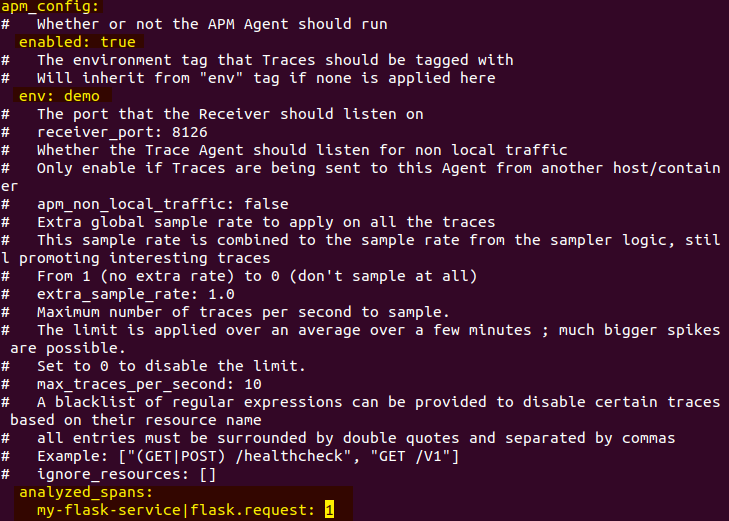 apm_config:
#   Whether or not the APM Agent should run
  enabled: true
#   The environment tag that Traces should be tagged with
#   Will inherit from "env" tag if none is applied here
  env: demo
#   The port that the Receiver should listen on
#   receiver_port: 8126
#   Whether the Trace Agent should listen for non local traffic
#   Only enable if Traces are being sent to this Agent from another host/contain
er
#   apm_non_local_traffic: false
#   Extra global sample rate to apply on all the traces
#   This sample rate is combined to the sample rate from the sampler logic, stil
l promoting interesting traces
#   From 1 (no extra rate) to 0 (don't sample at all)
#   extra_sample_rate: 1.0
#   Maximum number of traces per second to sample.
#   The limit is applied over an average over a few minutes ; much bigger spikes
 are possible.
#   Set to 0 to disable the limit.
#   max_traces_per_second: 10
#   A blacklist of regular expressions can be provided to disable certain traces
 based on their resource name
#   all entries must be surrounded by double quotes and separated by commas
#   Example: ["(GET|POST) /healthcheck", "GET /V1"]
#   ignore_resources: []
  analyzed_spans:
    my-flask-service|flask.request: 1